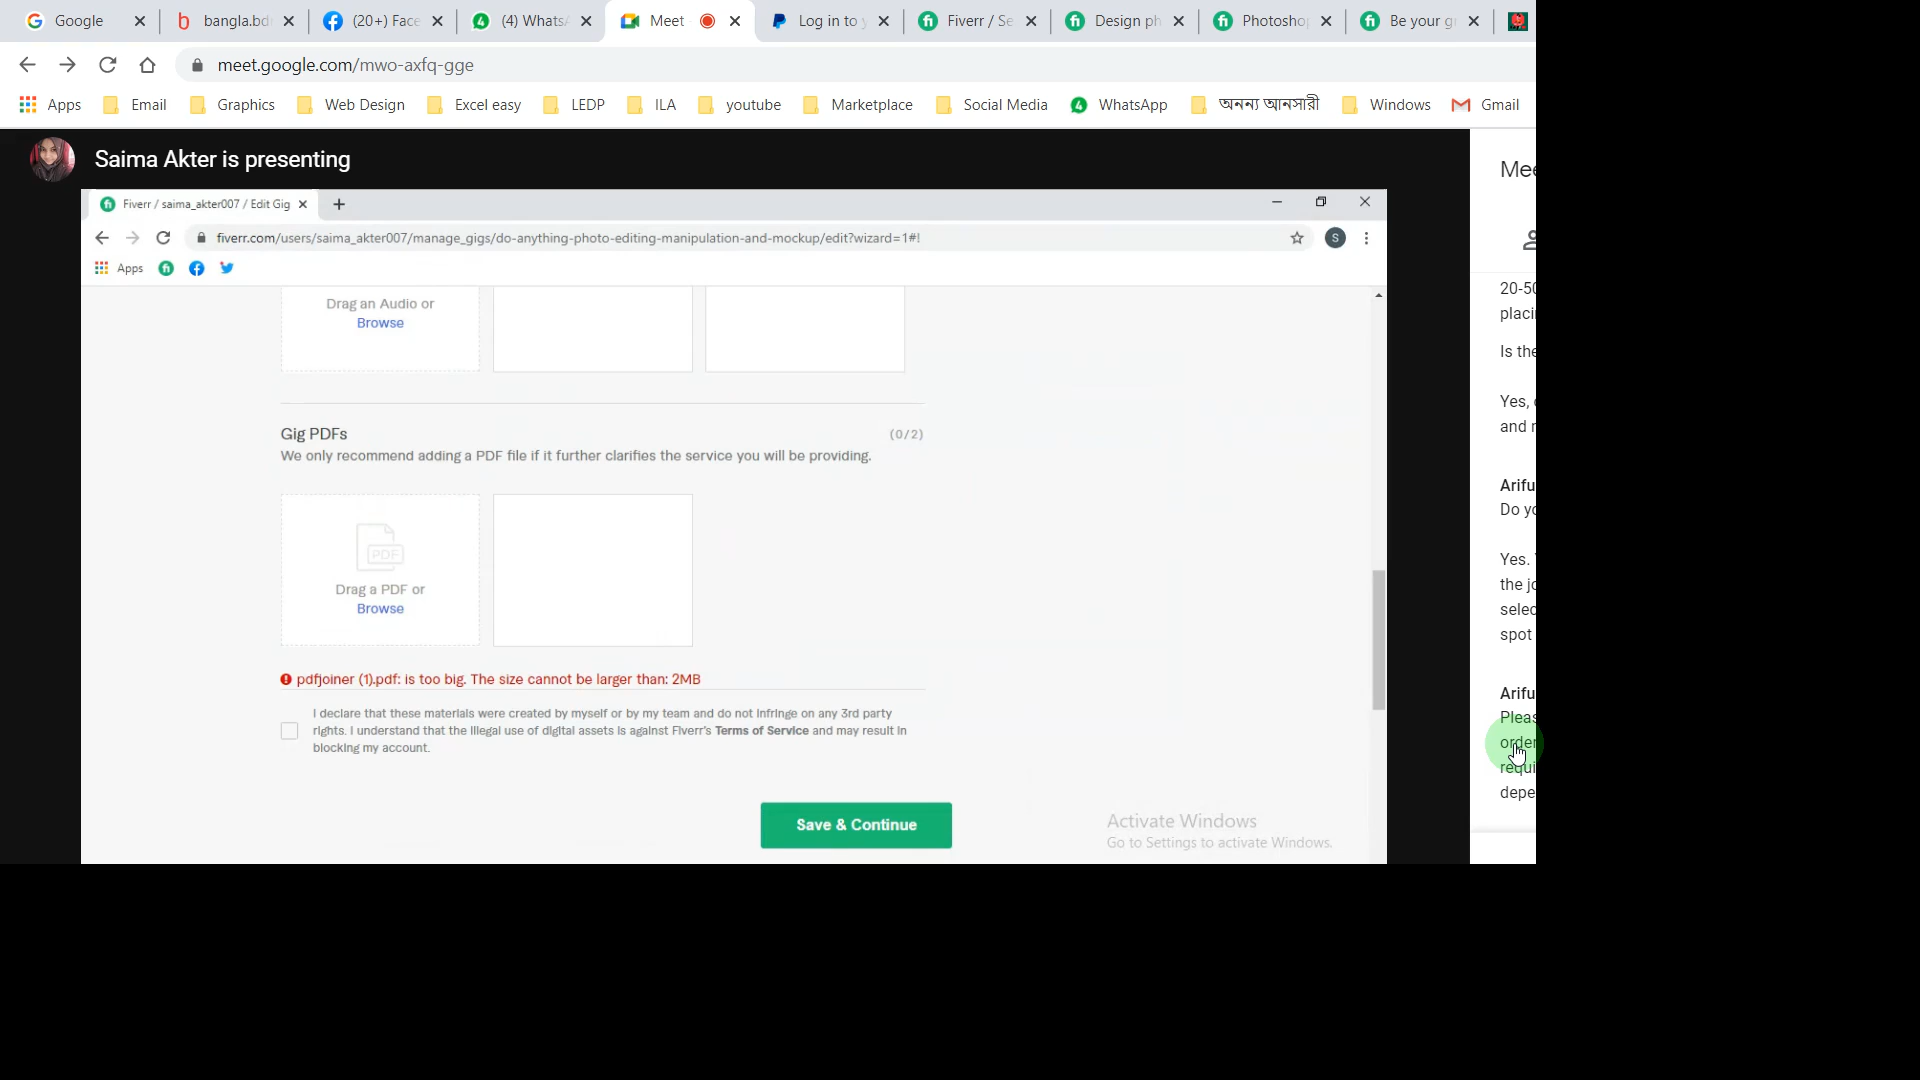 Google
bangla.bd
(20+) Face
(4) Whats
Meet
Log in to
Fiverr / Se
Design ph
Photosho
Be your g
meet.google.com/mwo-axfq-gge
Apps
Email
Graphics
Web Design
Excel easy
LEDP
ILA
youtube
Marketplace
Social Media
WhatsApp
অনন্য আনসারী
Windows
Gmail
Saima Akter is presenting
Mee
Fiverr / saima_akter007 / Edit Gig
fiverr.com/users/saima_akter007/manage_gigs/do-anything-photo-editing-manipulation-and-mockup/edit?wizard=1#!
S
Apps
Drag an Audio or
Browse
Gig PDFs
(0/2)
We only recommend adding a PDF file if it further clarifies the service you will be providing.
PDF
Drag a PDF or
Browse
pdfjoiner (1).pdf: is too big. The size cannot be larger than: 2MB
I declare that these materials were created by myself or by my team and do not infringe on any 3rd party
rights. I understand that the illegal use of digital assets is against Fiverr's Terms of Service and may result in
blocking my account.
Save & Continue
Activate Windows
Go to Settings to activate Windows.
20-50
placi
Is the
Yes,
and r
Arifu
Do yo
Yes.
the jo
selec
spot
Arifu
Pleas
order
requi
depe